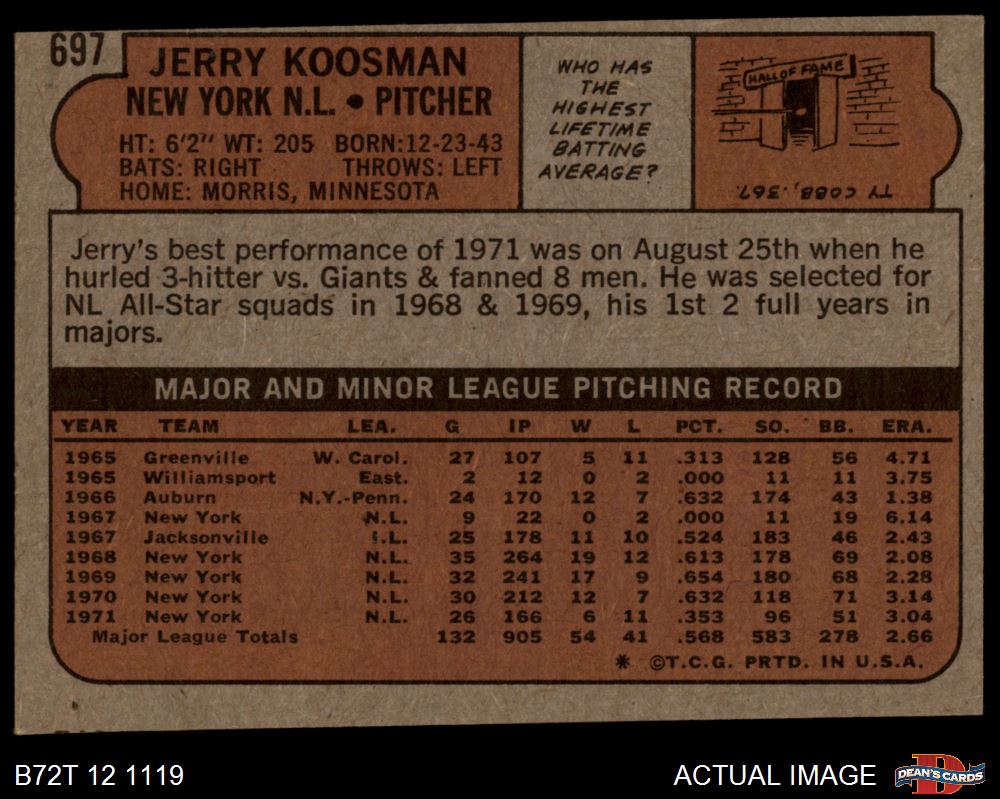 697
JERRY KOOSMAN
NEW YORK N.L. • PITCHER
HT: 6'2" WT: 205 BORN:12-23-43
BATS: RIGHT THROWS: LEFT
HOME: MORRIS, MINNESOTA
WHO HAS
THE
HIGHEST
LIFETIME
BATTING
AVERAGE?
HALL OF FAME
TY COBB, .367.
Jerry's best performance of 1971 was on August 25th when he
hurled 3-hitter vs. Giants & fanned 8 men. He was selected for
NL All-Star squads in 1968 & 1969, his 1st 2 full years in
majors.
MAJOR AND MINOR LEAGUE PITCHING RECORD
YEAR TEAM LEA. G IP W L PCT. SO. BB. ERA.
1965 Greenville W. Carol. 27 107 5 11 .313 128 56 4.71
1965 Williamsport East. 2 12 0 2 .000 11 11 3.75
1966 Auburn N.Y.-Penn. 24 170 12 7 .632 174 43 1.38
1967 New York N.L. 9 22 0 2 .000 11 19 6.14
1967 Jacksonville I.L. 25 178 11 10 .524 183 46 2.43
1968 New York N.L. 35 264 19 12 .613 178 69 2.08
1969 New York N.L. 32 241 17 9 .654 180 68 2.28
1970 New York N.L. 30 212 12 7 .632 118 71 3.14
1971 New York N.L. 26 166 6 11 .353 96 51 3.04
Major League Totals 132 905 54 41 .568 583 278 2.66
* ©T.C.G. PRTD. IN U.S.A.
B72T 12 1119
ACTUAL IMAGE
D
DEAN'S CARDS